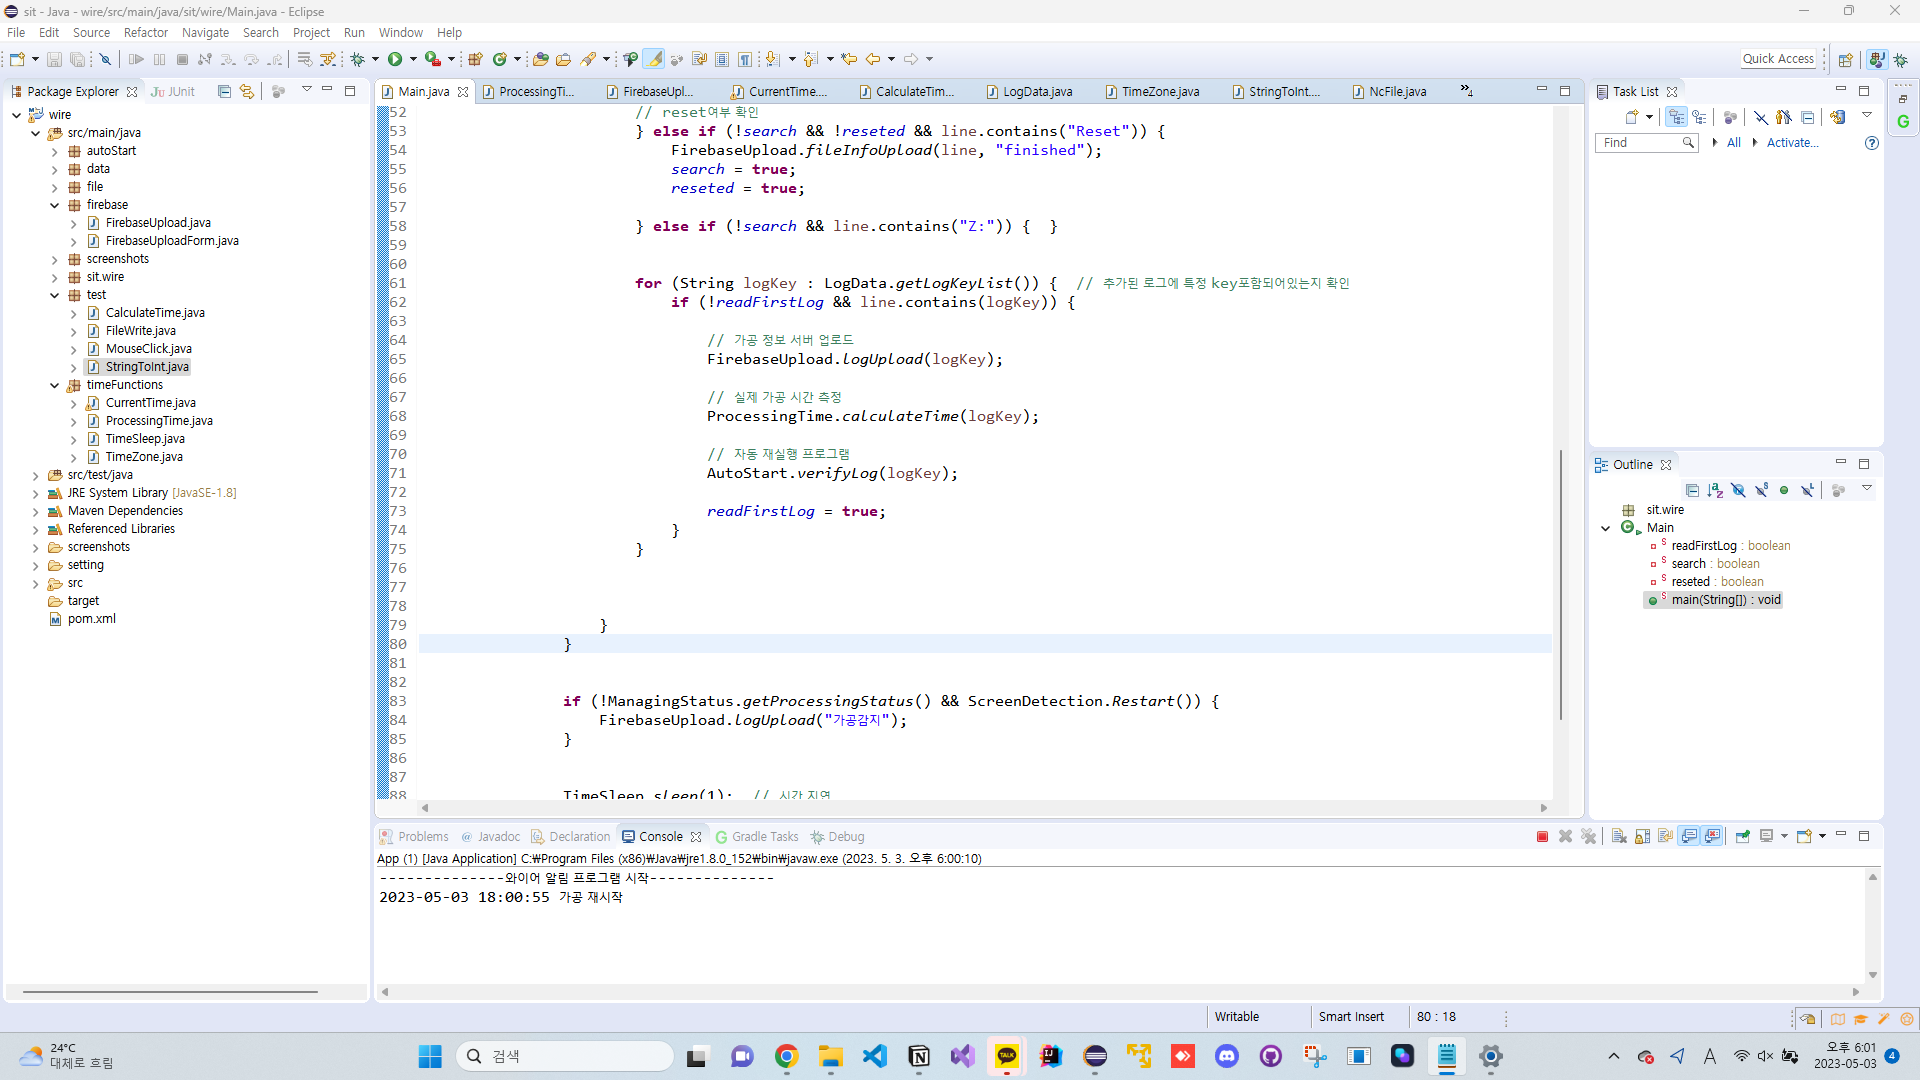 sit - Java - wire/src/main/java/sit/wire/Main.java - Eclipse
File Edit Source Refactor Navigate Search Project Run Window Help
Quick Access
Package Explorer JUnit
wire
src/main/java
autoStart
data
file
firebase
FirebaseUpload.java
FirebaseUploadForm.java
screenshots
sit.wire
test
CalculateTime.java
FileWrite.java
MouseClick.java
StringToInt.java
timeFunctions
CurrentTime.java
ProcessingTime.java
TimeSleep.java
TimeZone.java
src/test/java
JRE System Library [JavaSE-1.8]
Maven Dependencies
Referenced Libraries
screenshots
setting
src
target
pom.xml
Main.java ProcessingTi... FirebaseUpl... CurrentTime.... CalculateTim... LogData.java TimeZone.java StringToInt.... NcFile.java »4
52 // reset여부 확인
53 } else if (!search && !reseted && line.contains("Reset")) {
54 FirebaseUpload.fileInfoUpload(line, "finished");
55 search = true;
56 reseted = true;
57
58 } else if (!search && line.contains("Z:")) { }
59
60
61 for (String logKey : LogData.getLogKeyList()) { // 추가된 로그에 특정 key포함되어있는지 확인
62 if (!readFirstLog && line.contains(logKey)) {
63
64 // 가공 정보 서버 업로드
65 FirebaseUpload.logUpload(logKey);
66
67 // 실제 가공 시간 측정
68 ProcessingTime.calculateTime(logKey);
69
70 // 자동 재실행 프로그램
71 AutoStart.verifyLog(logKey);
72
73 readFirstLog = true;
74 }
75 }
76
77
78
79 }
80 }
81
82
83 if (!ManagingStatus.getProcessingStatus() && ScreenDetection.Restart()) {
84 FirebaseUpload.logUpload("가공감지");
85 }
86
87
88 TimeSleep.sleep(1); // 시간 지연
Task List
Find All Activate...
Outline
sit.wire
Main
readFirstLog : boolean
search : boolean
reseted : boolean
main(String[]) : void
Problems Javadoc Declaration Console Gradle Tasks Debug
App (1) [Java Application] C:₩Program Files (x86)₩Java₩jre1.8.0_152₩bin₩javaw.exe (2023. 5. 3. 오후 6:00:10)
--------------와이어 알림 프로그램 시작--------------
2023-05-03 18:00:55 가공 재시작
Writable Smart Insert 80 : 18
24°C
대체로 흐림
검색
TALK
A
오후 6:01
2023-05-03
4